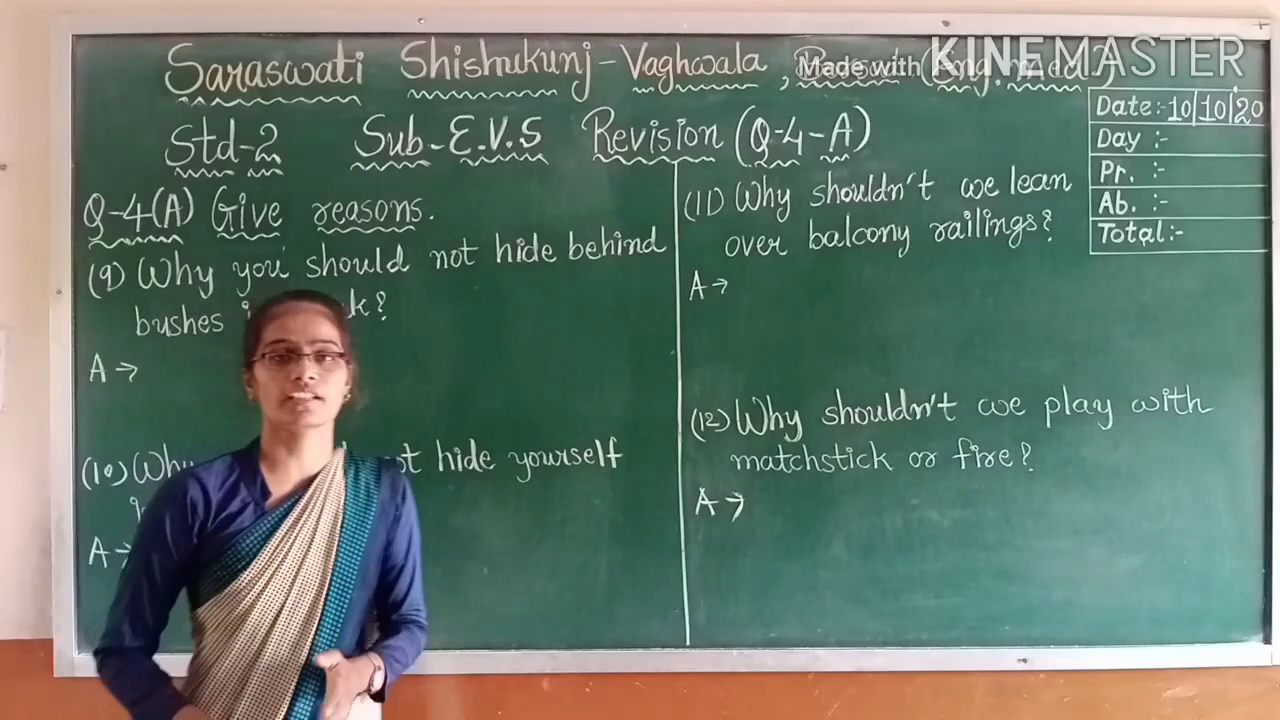 Saraswati Shishukunj-Vaghwala,
Made with KINEMASTER
Date:-10/10/20
Day :-
Pr. :-
Ab. :-
Total:-
Std-2 Sub-E.V.S Revision (Q-4-A)
Q-4(A) Give reasons.
(9) Why you should not hide behind
bushes
A→
(10) Why not hide yourself
A→
(11) Why shouldn't we lean
over balcony railings?
A→
(12) Why shouldn't we play with
matchstick or fire?
A→